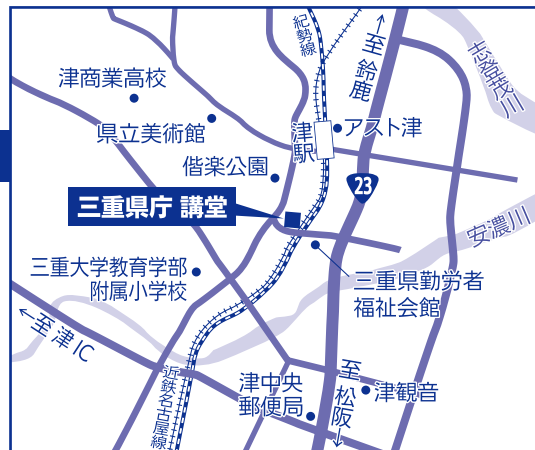 紀勢線
←至 鈴鹿
志登茂川
津商業高校
県立美術館
津駅
アスト津
偕楽公園
23
三重県庁 講堂
安濃川
三重大学教育学部
附属小学校
三重県勤労者
福祉会館
←至 津IC
近鉄名古屋線
津中央
郵便局
至 松阪→
津観音